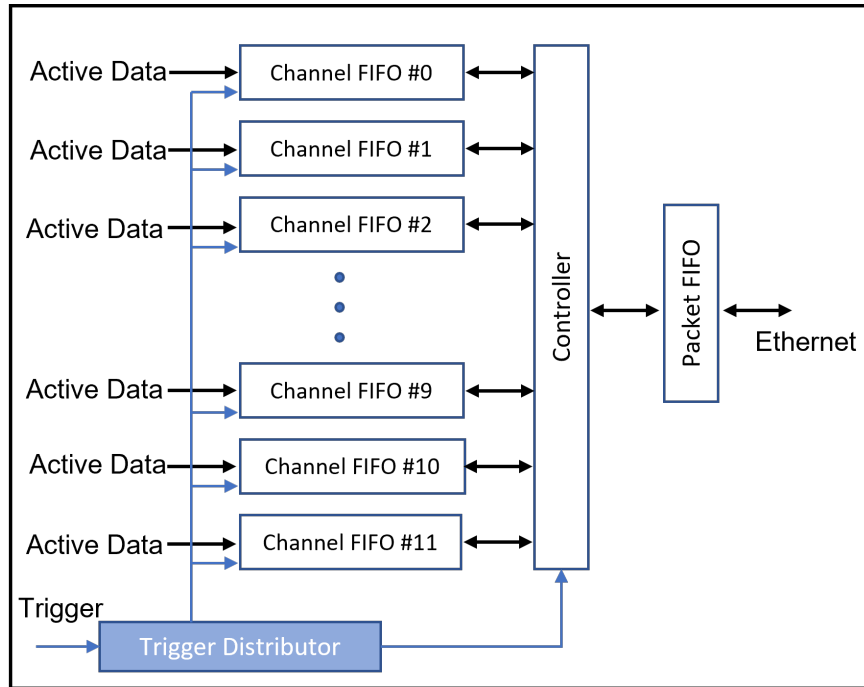 Active Data
Channel FIFO #0
Active Data
Channel FIFO #1
Active Data
Channel FIFO #2
Active Data
Channel FIFO #9
Active Data
Channel FIFO #10
Active Data
Channel FIFO #11
Controller
Packet FIFO
Ethernet
Trigger
Trigger Distributor